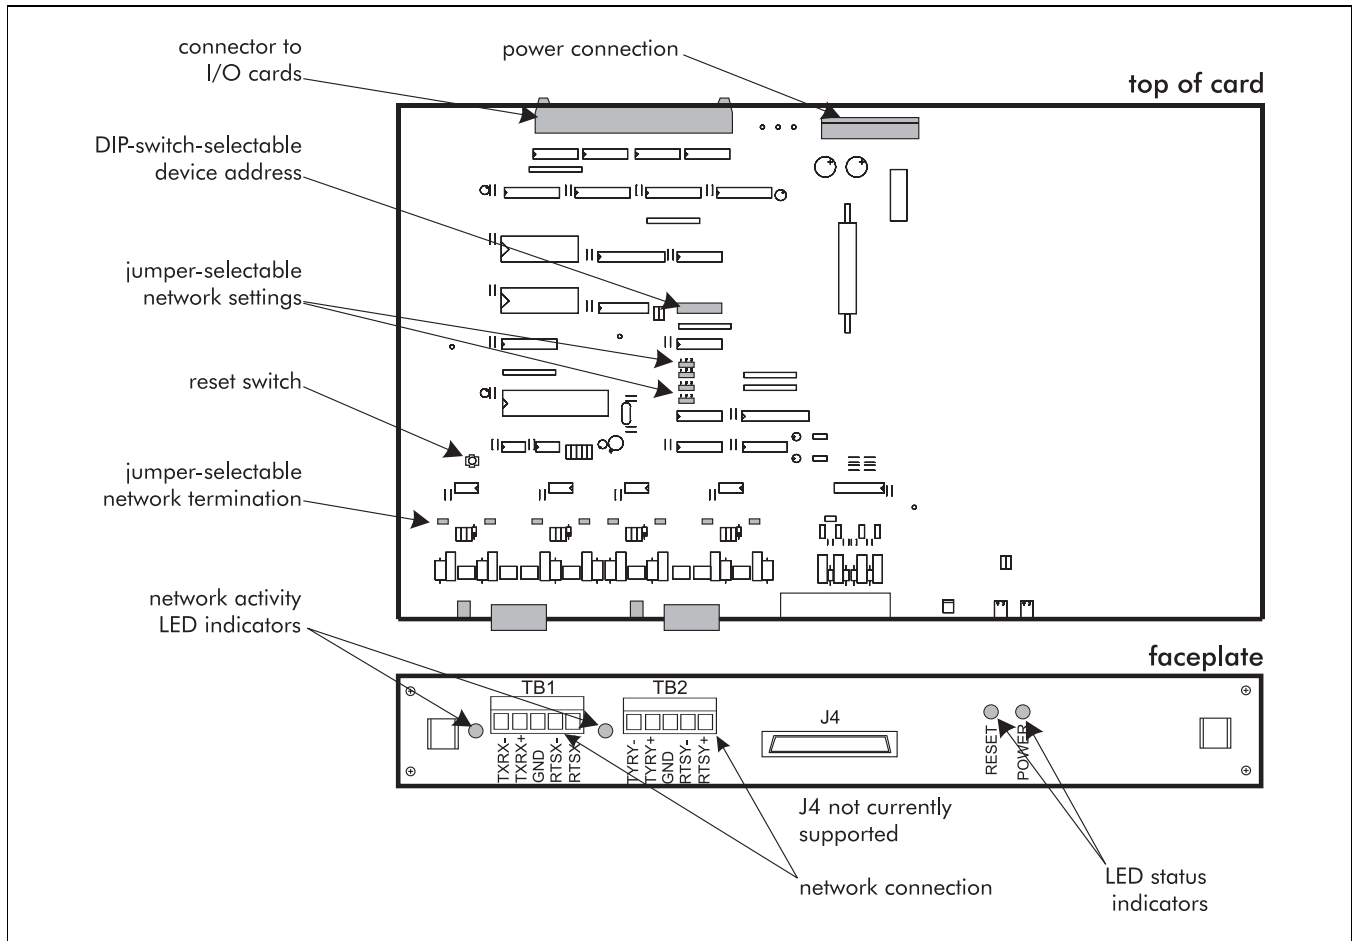 connector to
I/O cards
power connection
top of card
DIP-switch-selectable
device address
jumper-selectable
network settings
reset switch
jumper-selectable
network termination
network activity
LED indicators
faceplate
TB1
TB2
J4
TXRX-
TXRX+
GND
RTSX-
RTSX+
TYRY-
TYRY+
GND
RTSY-
RTSY+
RESET
POWER
J4 not currently
supported
network connection
LED status
indicators